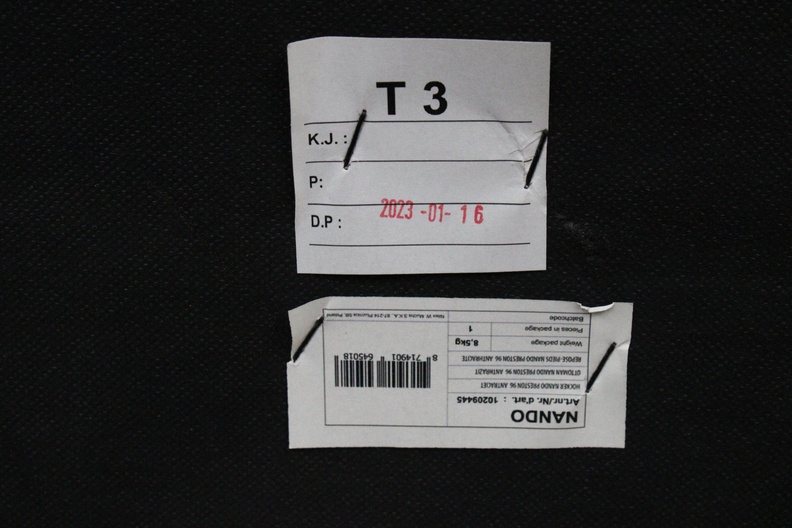 T 3
K.J. :
P:
D.P : 2023 -01- 16
NANDO
Art.nr./Nr. d'art. : 10209445
HOCKER NANDO PRESTON 96 ANTRACIET
OTTOMAN NANDO PRESTON 96 ANTHRAZIT
REPOSE-PIEDS NANDO PRESTON 96 ANTHRACITE
Weight package 8,5kg
Pieces in package 1
Batchcode
8 714901 645018